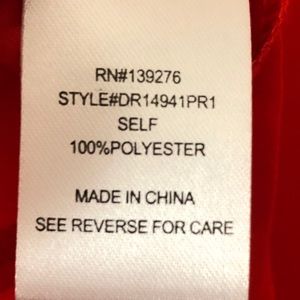 RN#139276
STYLE#DR14941PR1
SELF
100%POLYESTER
MADE IN CHINA
SEE REVERSE FOR CARE